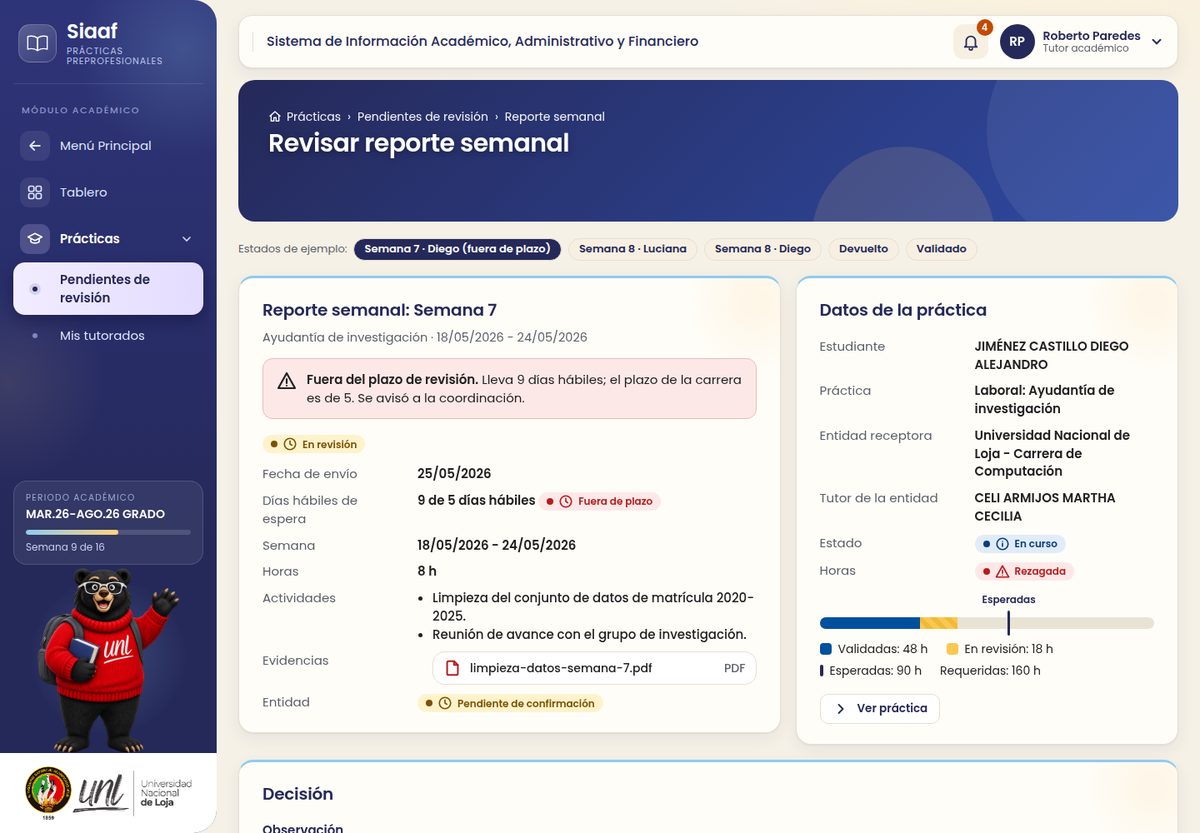 Siaaf
PRÁCTICAS
PREPROFESIONALES
MÓDULO ACADÉMICO
Menú Principal
Tablero
Prácticas
Pendientes de
revisión
Mis tutorados
PERIODO ACADÉMICO
MAR.26-AGO.26 GRADO
Semana 9 de 16
unl
1859
unl
Universidad
Nacional
de Loja
Sistema de Información Académico, Administrativo y Financiero
4
RP
Roberto Paredes
Tutor académico
Prácticas › Pendientes de revisión › Reporte semanal
Revisar reporte semanal
Estados de ejemplo:
Semana 7 · Diego (fuera de plazo)
Semana 8 · Luciana
Semana 8 · Diego
Devuelto
Validado
Reporte semanal: Semana 7
Ayudantía de investigación · 18/05/2026 - 24/05/2026
Fuera del plazo de revisión. Lleva 9 días hábiles; el plazo de la carrera
es de 5. Se avisó a la coordinación.
En revisión
Fecha de envío 25/05/2026
Días hábiles de
espera
9 de 5 días hábiles Fuera de plazo
Semana 18/05/2026 - 24/05/2026
Horas 8 h
Actividades
• Limpieza del conjunto de datos de matrícula 2020-
2025.
• Reunión de avance con el grupo de investigación.
Evidencias limpieza-datos-semana-7.pdf PDF
Entidad Pendiente de confirmación
Datos de la práctica
Estudiante JIMÉNEZ CASTILLO DIEGO
ALEJANDRO
Práctica Laboral: Ayudantía de
investigación
Entidad receptora Universidad Nacional de
Loja - Carrera de
Computación
Tutor de la entidad CELI ARMIJOS MARTHA
CECILIA
Estado En curso
Horas Rezagada
Esperadas
Validadas: 48 h En revisión: 18 h
Esperadas: 90 h Requeridas: 160 h
Ver práctica
Decisión
Observación